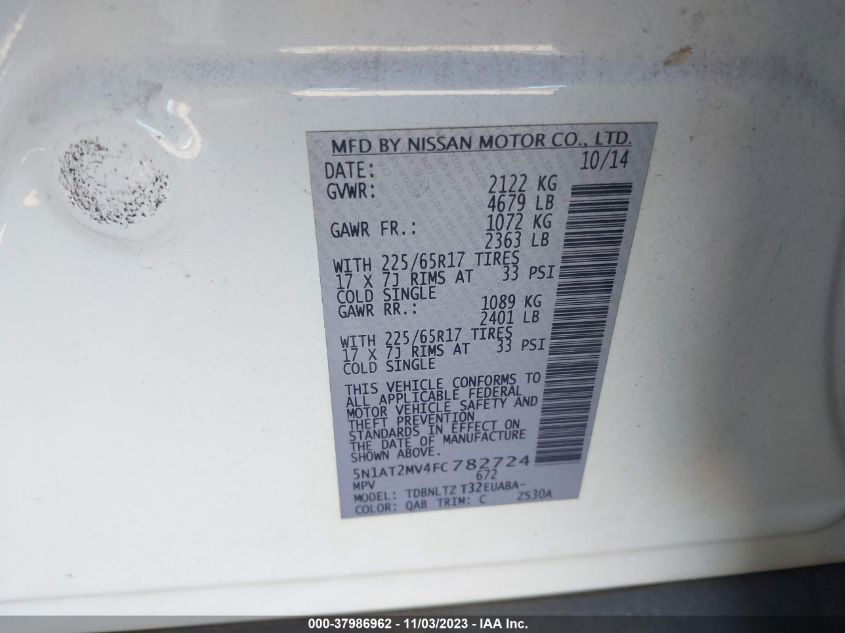 MFD BY NISSAN MOTOR CO., LTD.
DATE: 10/14
GVWR: 2122 KG
4679 LB
GAWR FR.: 1072 KG
2363 LB
WITH 225/65R17 TIRES
17 X 7J RIMS AT 33 PSI
COLD SINGLE
GAWR RR.: 1089 KG
2401 LB
WITH 225/65R17 TIRES
17 X 7J RIMS AT 33 PSI
COLD SINGLE
THIS VEHICLE CONFORMS TO
ALL APPLICABLE FEDERAL
MOTOR VEHICLE SAFETY AND
THEFT PREVENTION
STANDARDS IN EFFECT ON
THE DATE OF MANUFACTURE
SHOWN ABOVE.
5N1AT2MV4FC782724
MPV 672
MODEL: TDBNLTZ T32EUABA-
COLOR: QAB TRIM: C ZS30A
000-37986962 - 11/03/2023 - IAA Inc.